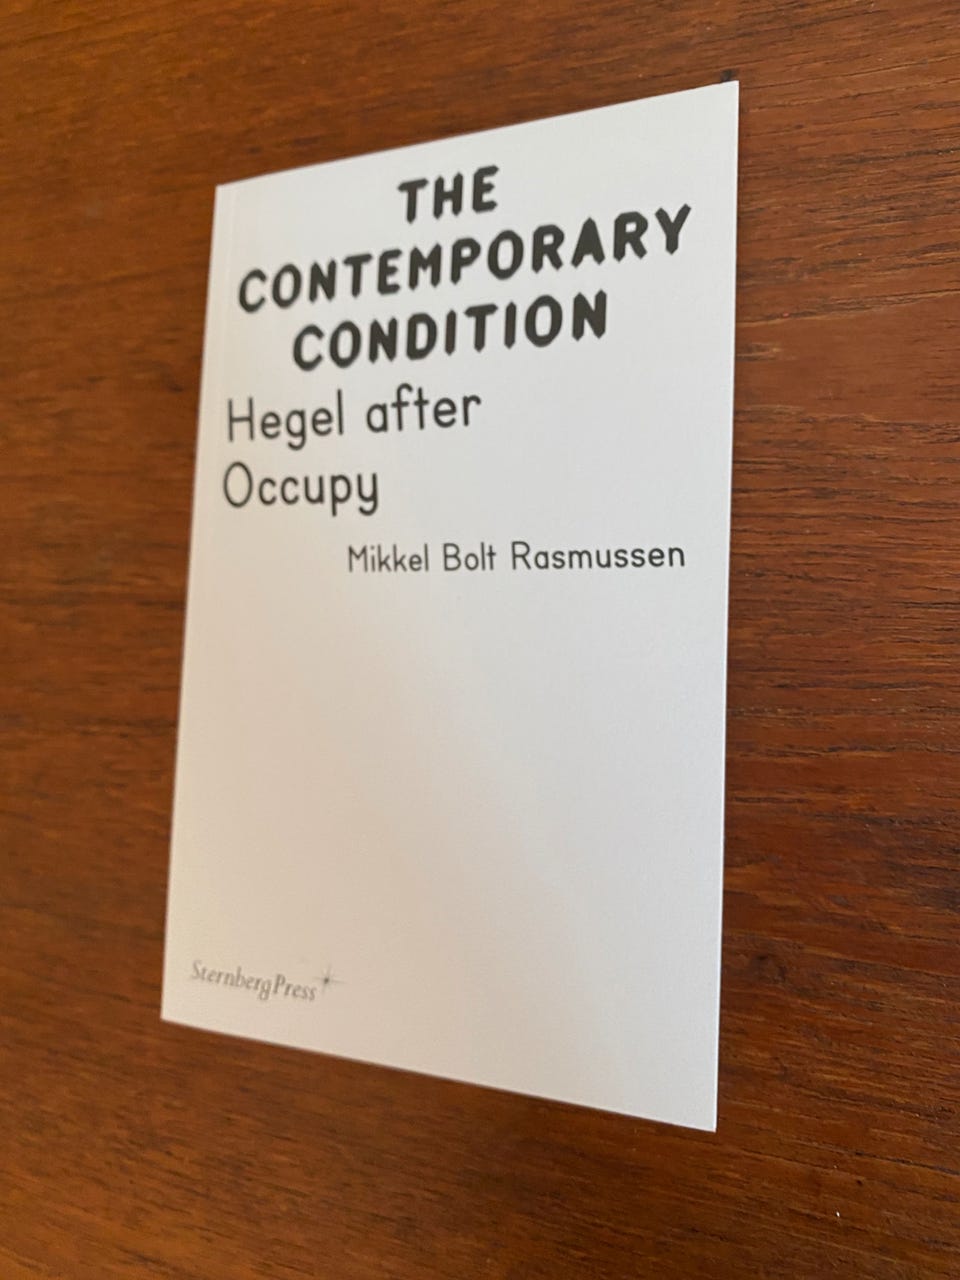 THE
CONTEMPORARY
CONDITION
Hegel after
Occupy
Mikkel Bolt Rasmussen
SternbergPress